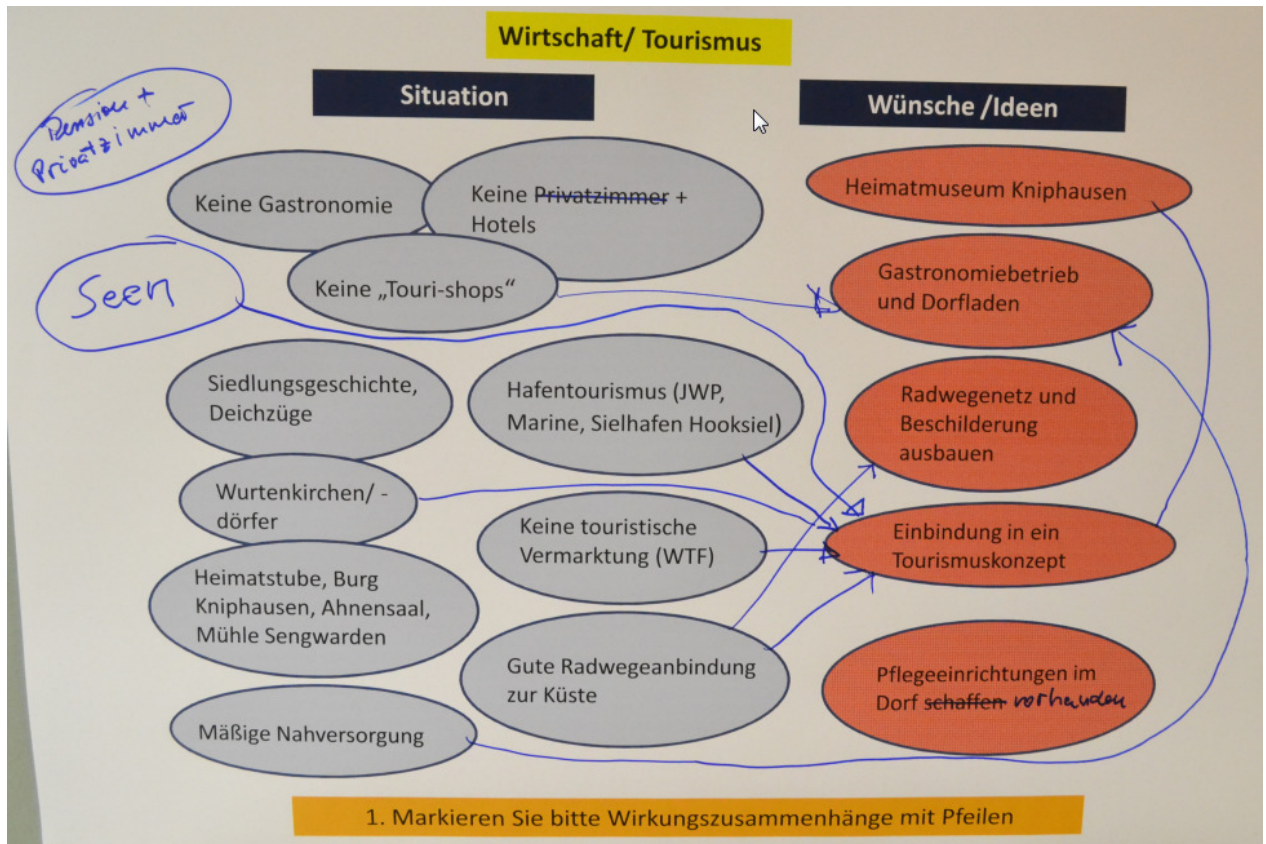 Wirtschaft/ Tourismus
Situation
Wünsche /Ideen
Pension +
Privatzimmer
Keine Gastronomie
Keine Privatzimmer +
Hotels
Keine „Touri-shops“
Seen
Siedlungsgeschichte,
Deichzüge
Hafentourismus (JWP,
Marine, Sielhafen Hooksiel)
Wurtenkirchen/ -
dörfer
Keine touristische
Vermarktung (WTF)
Heimatstube, Burg
Kniphausen, Ahnensaal,
Mühle Sengwarden
Gute Radwegeanbindung
zur Küste
Mäßige Nahversorgung
Heimatmuseum Kniphausen
Gastronomiebetrieb
und Dorfladen
Radwegenetz und
Beschilderung
ausbauen
Einbindung in ein
Tourismuskonzept
Pflegeeinrichtungen im
Dorf schaffen vorhanden
1. Markieren Sie bitte Wirkungszusammenhänge mit Pfeilen